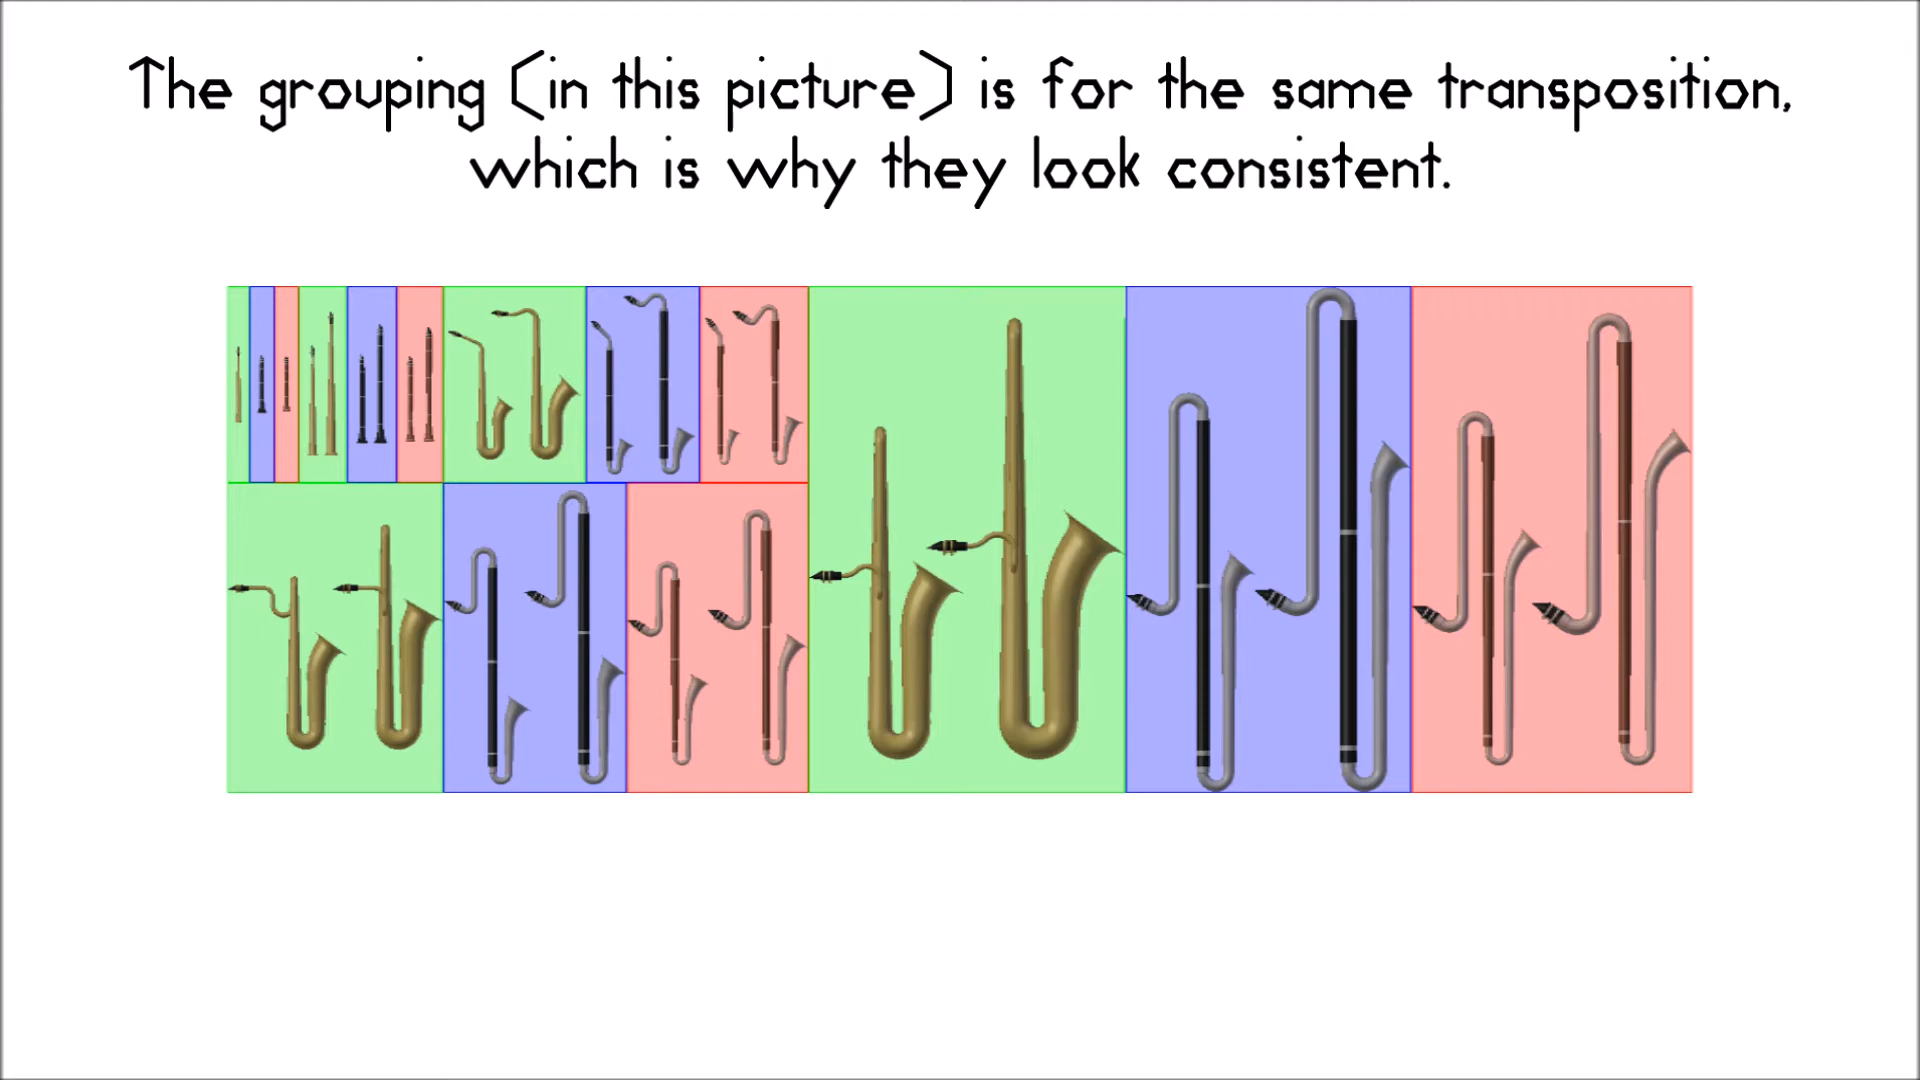 The grouping (in this picture) is for the same transposition,
which is why they look consistent.